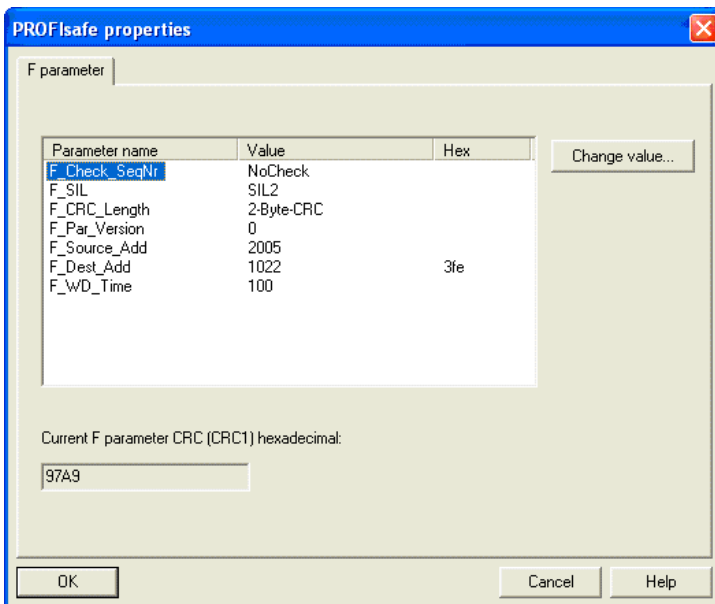 PROFIsafe properties
F parameter
Parameter name Value Hex
F_Check_SeqNr NoCheck
F_SIL SIL2
F_CRC_Length 2-Byte-CRC
F_Par_Version 0
F_Source_Add 2005
F_Dest_Add 1022 3fe
F_WD_Time 100
Change value...
Current F parameter CRC (CRC1) hexadecimal:
97A9
OK Cancel Help